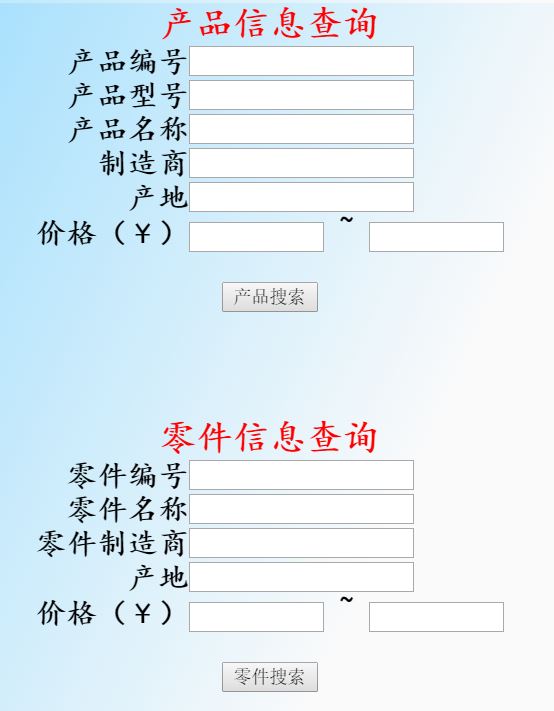 产品信息查询
产品编号
产品型号
产品名称
制造商
产地
价格（￥） ~
产品搜索
零件信息查询
零件编号
零件名称
零件制造商
产地
价格（￥） ~
零件搜索